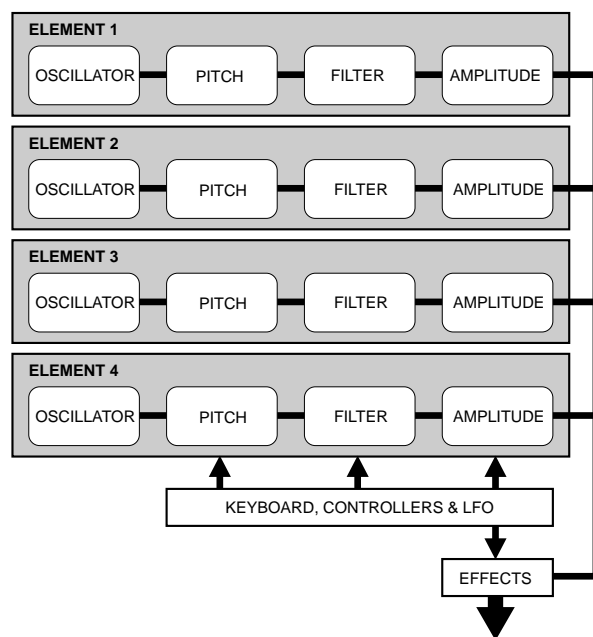 ELEMENT 1
OSCILLATOR PITCH FILTER AMPLITUDE
ELEMENT 2
OSCILLATOR PITCH FILTER AMPLITUDE
ELEMENT 3
OSCILLATOR PITCH FILTER AMPLITUDE
ELEMENT 4
OSCILLATOR PITCH FILTER AMPLITUDE
KEYBOARD, CONTROLLERS & LFO
EFFECTS